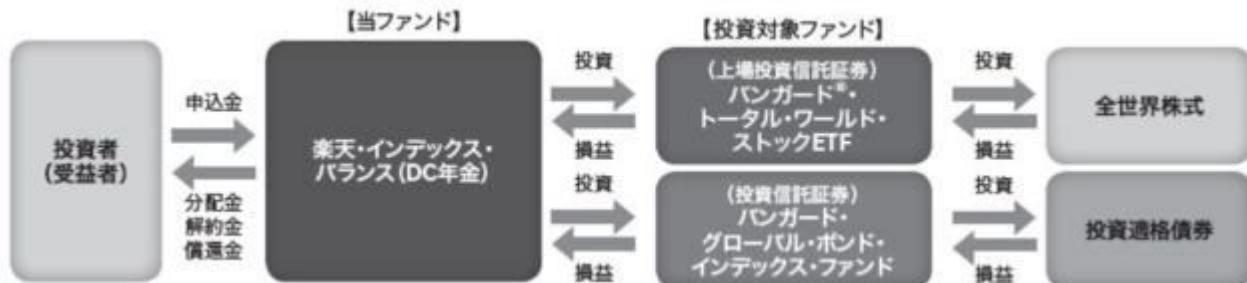 【当ファンド】
【投資対象ファンド】
投資者
(受益者)
申込金
分配金
解約金
償還金
楽天・インデックス・
バランス(DC年金)
投資
損益
投資
損益
(上場投資信託証券)
バンガード®・
トータル・ワールド・
ストックETF
(投資信託証券)
バンガード・
グローバル・ボンド・
インデックス・ファンド
投資
損益
投資
損益
全世界株式
投資適格債券